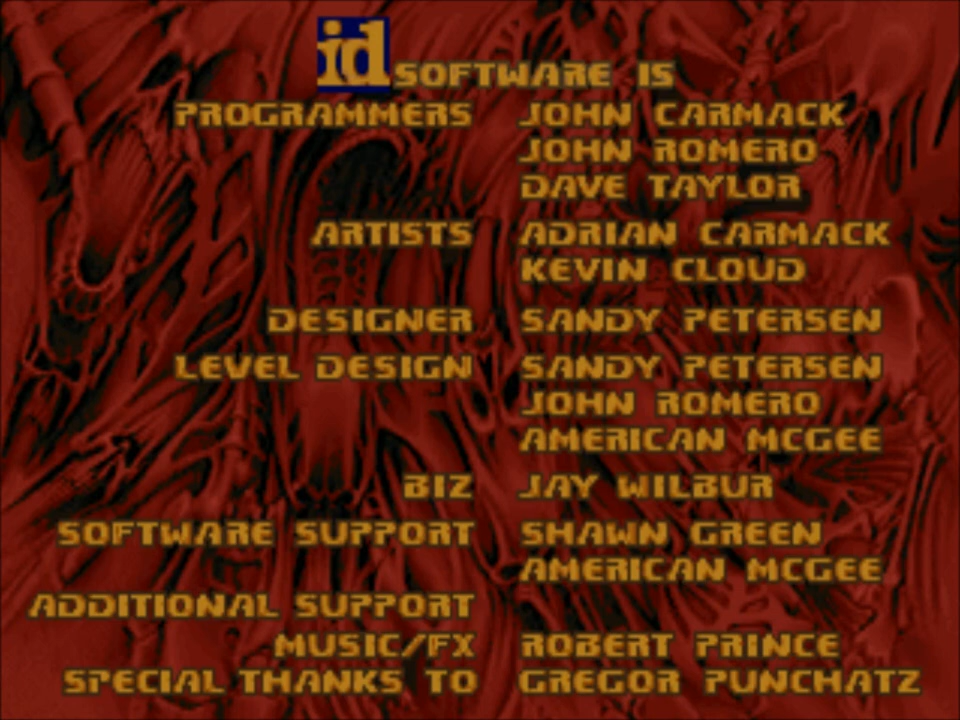 id SOFTWARE IS
PROGRAMMERS JOHN CARMACK
JOHN ROMERO
DAVE TAYLOR
ARTISTS ADRIAN CARMACK
KEVIN CLOUD
DESIGNER SANDY PETERSEN
LEVEL DESIGN SANDY PETERSEN
JOHN ROMERO
AMERICAN MCGEE
BIZ JAY WILBUR
SOFTWARE SUPPORT SHAWN GREEN
AMERICAN MCGEE
ADDITIONAL SUPPORT
MUSIC/FX ROBERT PRINCE
SPECIAL THANKS TO GREGOR PUNCHATZ